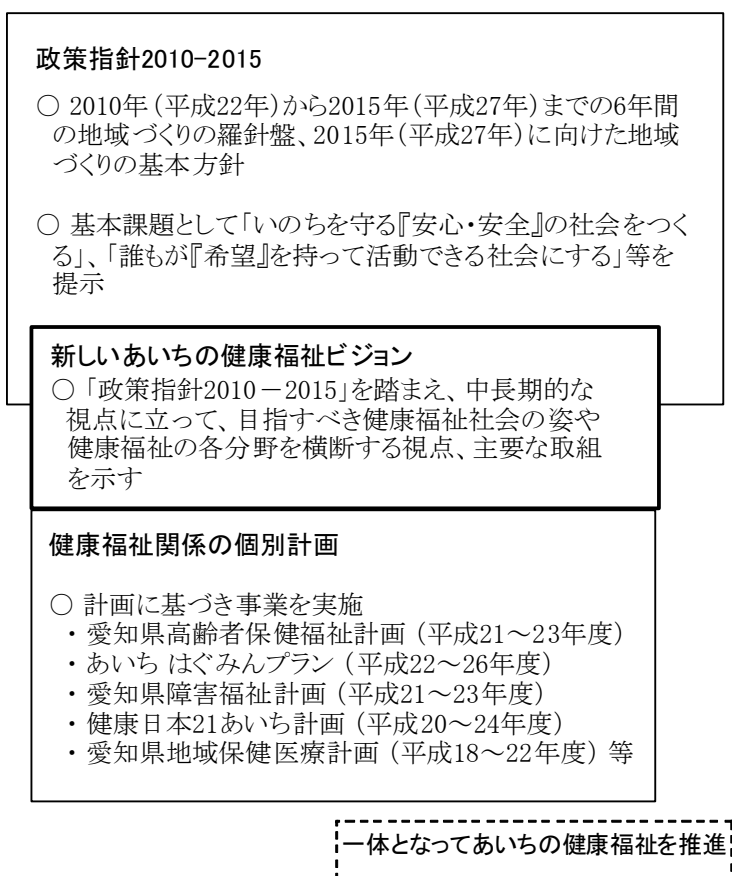 政策指針2010-2015
○ 2010年(平成22年)から2015年(平成27年)までの6年間
の地域づくりの羅針盤、2015年(平成27年)に向けた地域
づくりの基本方針
○ 基本課題として「いのちを守る『安心・安全』の社会をつく
る」、「誰もが『希望』を持って活動できる社会にする」等を
提示
新しいあいちの健康福祉ビジョン
○「政策指針2010－2015」を踏まえ、中長期的な
視点に立って、目指すべき健康福祉社会の姿や
健康福祉の各分野を横断する視点、主要な取組
を示す
健康福祉関係の個別計画
○ 計画に基づき事業を実施
・愛知県高齢者保健福祉計画(平成21～23年度)
・あいち はぐみんプラン(平成22～26年度)
・愛知県障害福祉計画(平成21～23年度)
・健康日本21あいち計画(平成20～24年度)
・愛知県地域保健医療計画(平成18～22年度) 等
一体となってあいちの健康福祉を推進